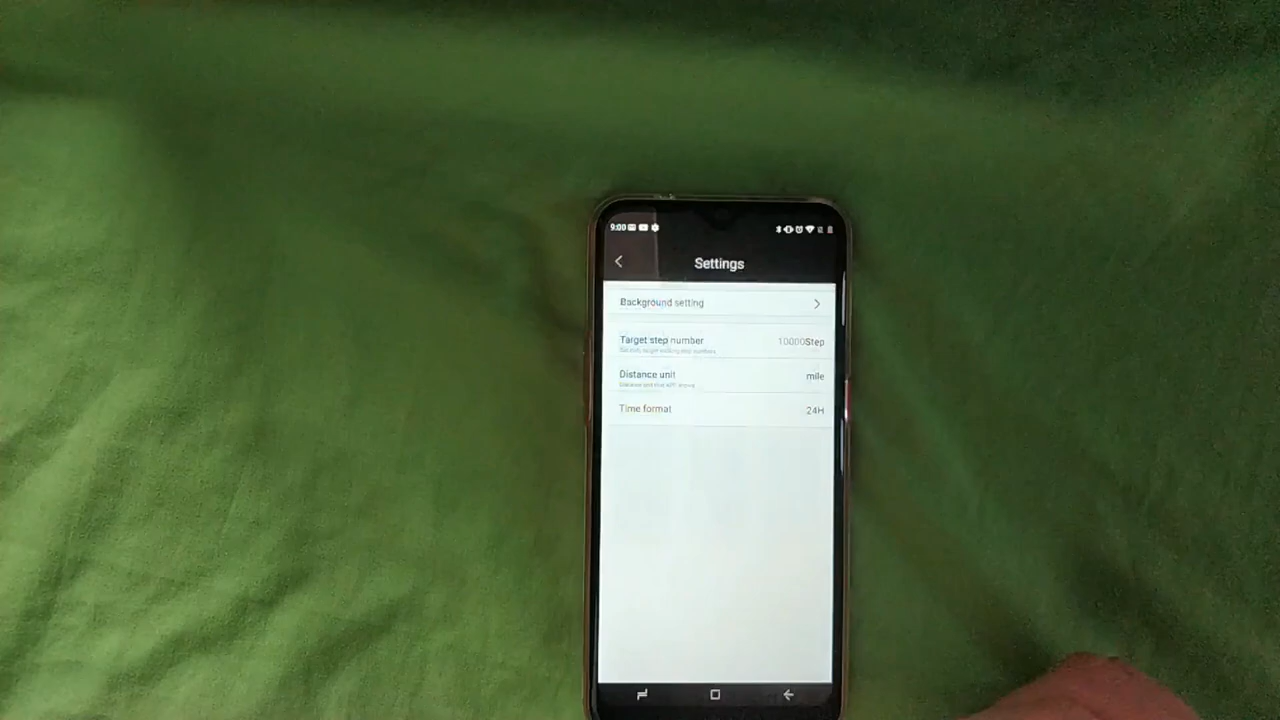 9:00
Settings
Background setting
Target step number
10000Step
Distance unit
mile
Time format
24H